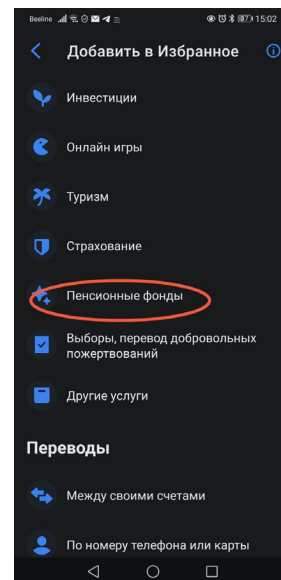 Beeline 87 15:02
Добавить в Избранное
Инвестиции
Онлайн игры
Туризм
Страхование
Пенсионные фонды
Выборы, перевод добровольных
пожертвований
Другие услуги
Переводы
Между своими счетами
По номеру телефона или карты